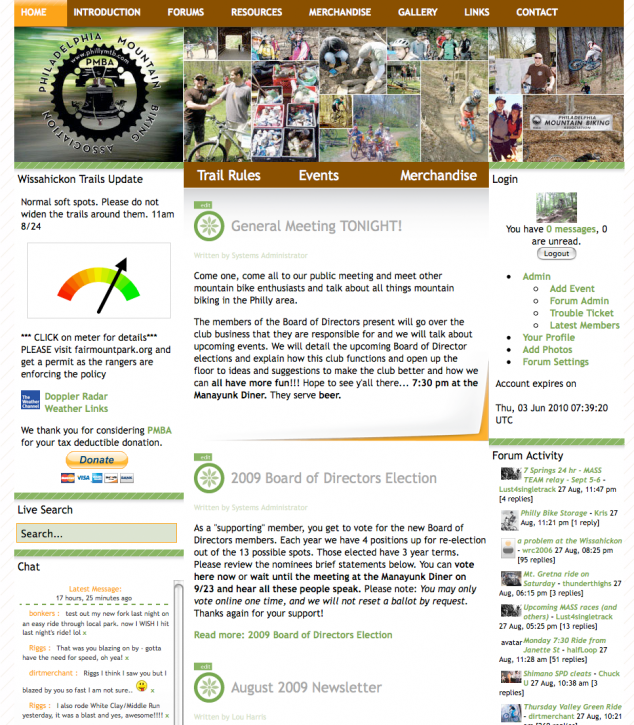 HOME INTRODUCTION FORUMS RESOURCES MERCHANDISE GALLERY LINKS CONTACT
PHILADELPHIA MOUNTAIN BIKING ASSOCIATION
www.phillymtb.com
PMBA
PHILADELPHIA
MOUNTAIN BIKING
ASSOCIATION
Wissahickon Trails Update
Normal soft spots. Please do not
widen the trails around them. 11am
8/24
*** CLICK on meter for details***
PLEASE visit fairmountpark.org and
get a permit as the rangers are
enforcing the policy
The
Weather
Channel
Doppler Radar
Weather Links
We thank you for considering PMBA
for your tax deductible donation.
Donate
VISA
Live Search
Search...
Chat
Latest Message:
17 hours, 25 minutes ago
bonkers : test out my new fork last night on
an easy ride through local park. now I WISH I hit
last night's ride! lol x
Riggs : That was you blazing on by - gotta
have the need for speed, oh yea! x
dirtmerchant : Riggs I think I saw you but I
blazed by you so fast I am not sure.. x
Riggs : I also rode White Clay/Middle Run
yesterday, it was a blast and yes, awesome!!!! x
Trail Rules Events Merchandise
edit
General Meeting TONIGHT!
Written by Systems Administrator
Come one, come all to our public meeting and meet other
mountain bike enthusiasts and talk about all things mountain
biking in the Philly area.
The members of the Board of Directors present will go over the
club business that they are responsible for and we will talk about
upcoming events. We will detail the upcoming Board of Director
elections and explain how this club functions and open up the
floor to ideas and suggestions to make the club better and how we
can all have more fun!!! Hope to see y'all there... 7:30 pm at the
Manayunk Diner. They serve beer.
edit
2009 Board of Directors Election
Written by Systems Administrator
As a "supporting" member, you get to vote for the new Board of
Directors members. Each year we have 4 positions up for re-election
out of the 13 possible spots. Those elected have 3 year terms.
Please review the nominees brief statements below. You can vote
here now or wait until the meeting at the Manayunk Diner on
9/23 and hear all these people speak. Please note: You may only
vote online one time, and we will not reset a ballot by request.
Thanks again for your support!
Read more: 2009 Board of Directors Election
edit
August 2009 Newsletter
Written by Lou Harris
Login
You have 0 messages, 0
are unread.
Logout
Admin
Add Event
Forum Admin
Trouble Ticket
Latest Members
Your Profile
Add Photos
Forum Settings
Account expires on
Thu, 03 Jun 2010 07:39:20
UTC
Forum Activity
7 Springs 24 hr - MASS
TEAM relay - Sept 5-6 -
Lust4singletrack 27 Aug, 11:47 pm
[4 replies]
Philly Bike Storage - Kris 27
Aug, 11:21 pm [1 reply]
a problem at the Wissahickon
- wrc2006 27 Aug, 08:25 pm
[95 replies]
Mt. Gretna ride on
Saturday - thunderthighs 27
Aug, 06:15 pm [3 replies]
Upcoming MASS races (and
others) - Lust4singletrack 27
Aug, 05:25 pm [13 replies]
avatar Monday 7:30 Ride from
Janette St - halfLoop 27
Aug, 11:28 am [51 replies]
Shimano SPD cleats - Chuck
U 27 Aug, 10:38 am [3
replies]
Thursday Valley Green Ride
- dirtmerchant 27 Aug, 10:21